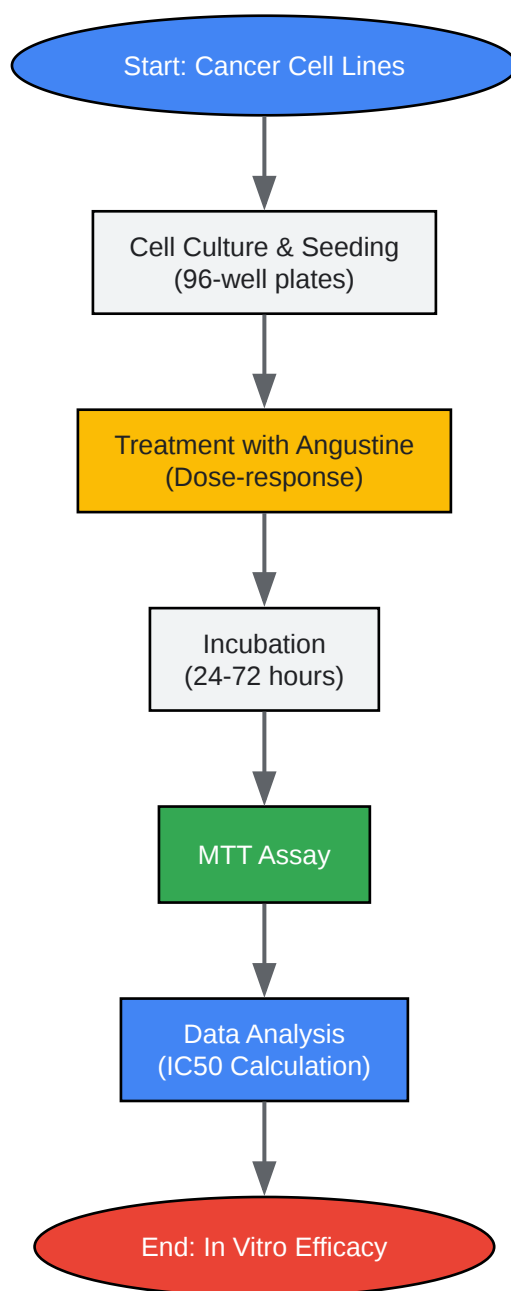 Start: Cancer Cell Lines
Cell Culture & Seeding
(96-well plates)
Treatment with Angustine
(Dose-response)
Incubation
(24-72 hours)
MTT Assay
Data Analysis
(IC50 Calculation)
End: In Vitro Efficacy